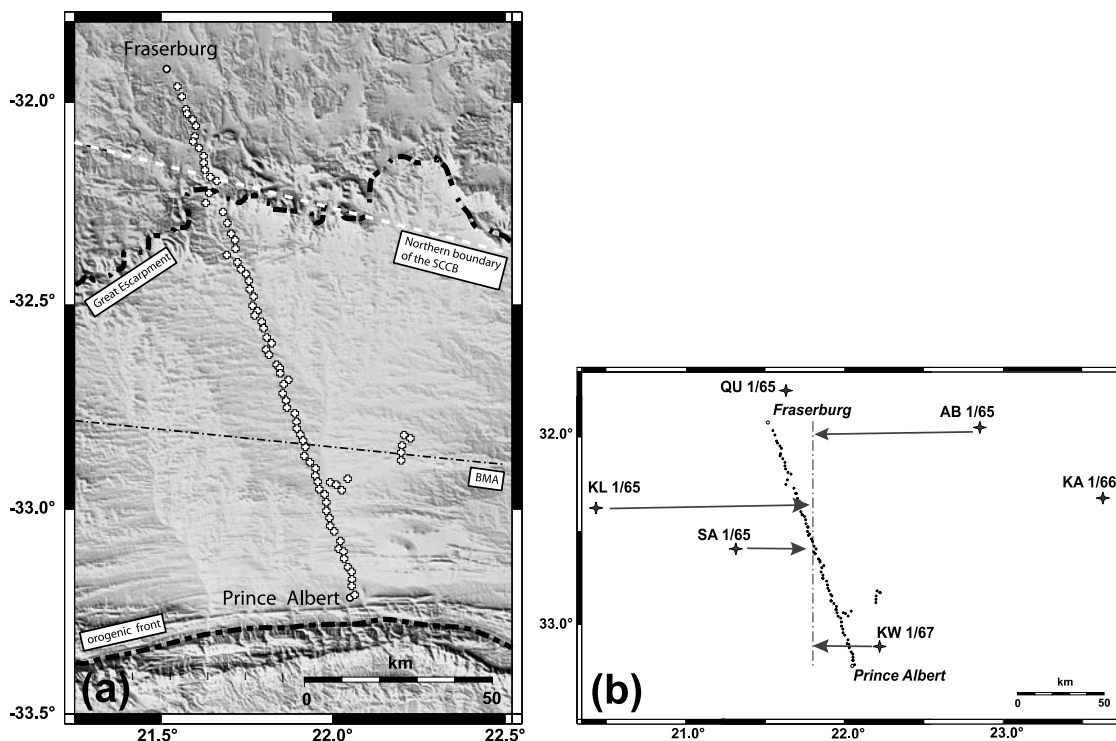 Fraserburg
-32.0°
Northern boundary
of the SCCB
Great Escarpment
-32.5°
BMA
-33.0°
Prince Albert
orogenic front
km
0
50
(a)
-33.5°
21.5°
22.0°
22.5°
QU 1/65
Fraserburg
AB 1/65
32.0°
KL 1/65
KA 1/66
SA 1/65
33.0°
KW 1/67
Prince Albert
km
0
50
(b)
21.0°
22.0°
23.0°